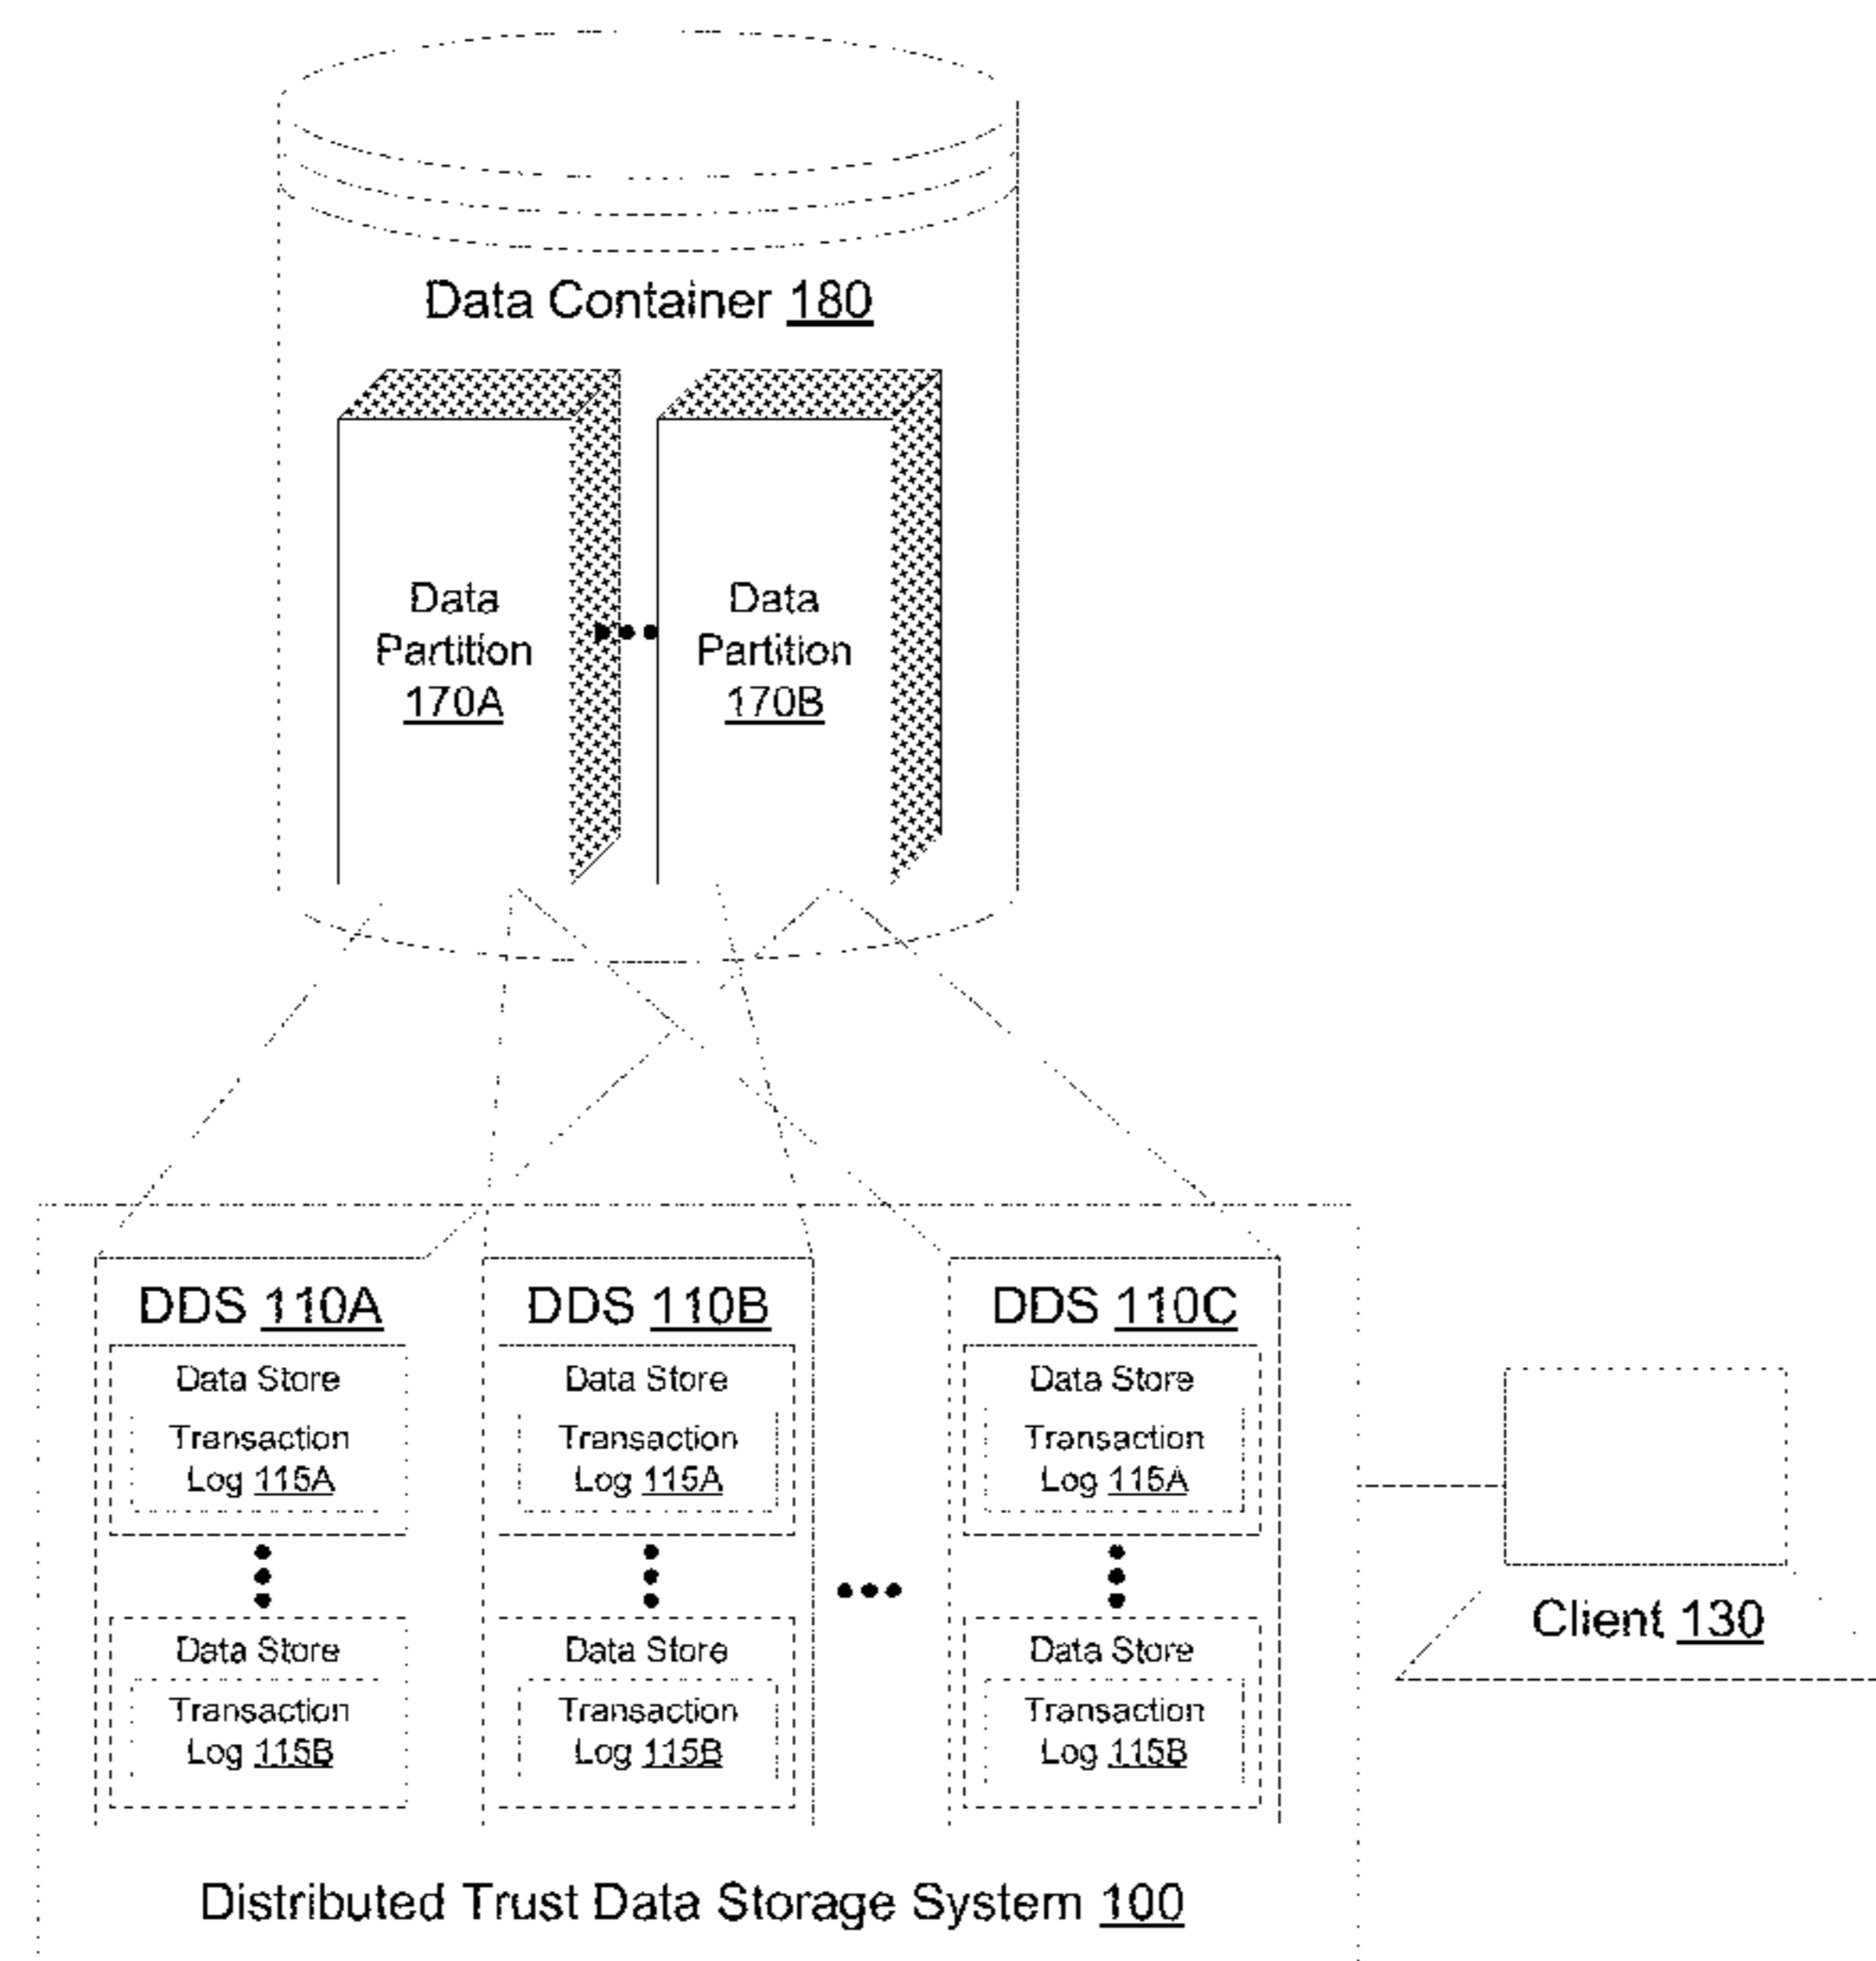 Data Container 180
Data
Partition
170A
Data
Partition
170B
DDS 110A
Data Store
Transaction
Log 115A
Data Store
Transaction
Log 115B
DDS 110B
Data Store
Transaction
Log 115A
Data Store
Transaction
Log 115B
DDS 110C
Data Store
Transaction
Log 115A
Data Store
Transaction
Log 115B
Client 130
Distributed Trust Data Storage System 100